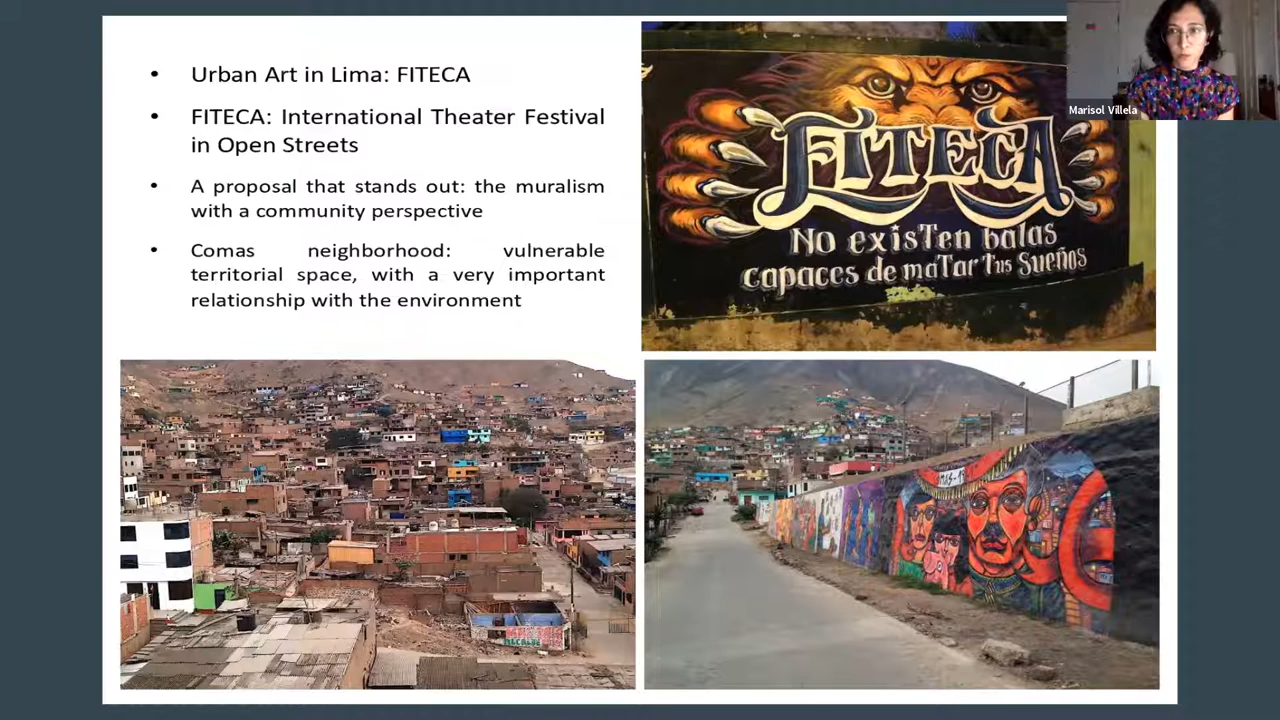 • Urban Art in Lima: FITECA
• FITECA: International Theater Festival
in Open Streets
• A proposal that stands out: the muralism
with a community perspective
• Comas neighborhood: vulnerable
territorial space, with a very important
relationship with the environment
FITECA
No existen balas
capaces de matar tus sueños
Marisol Villela